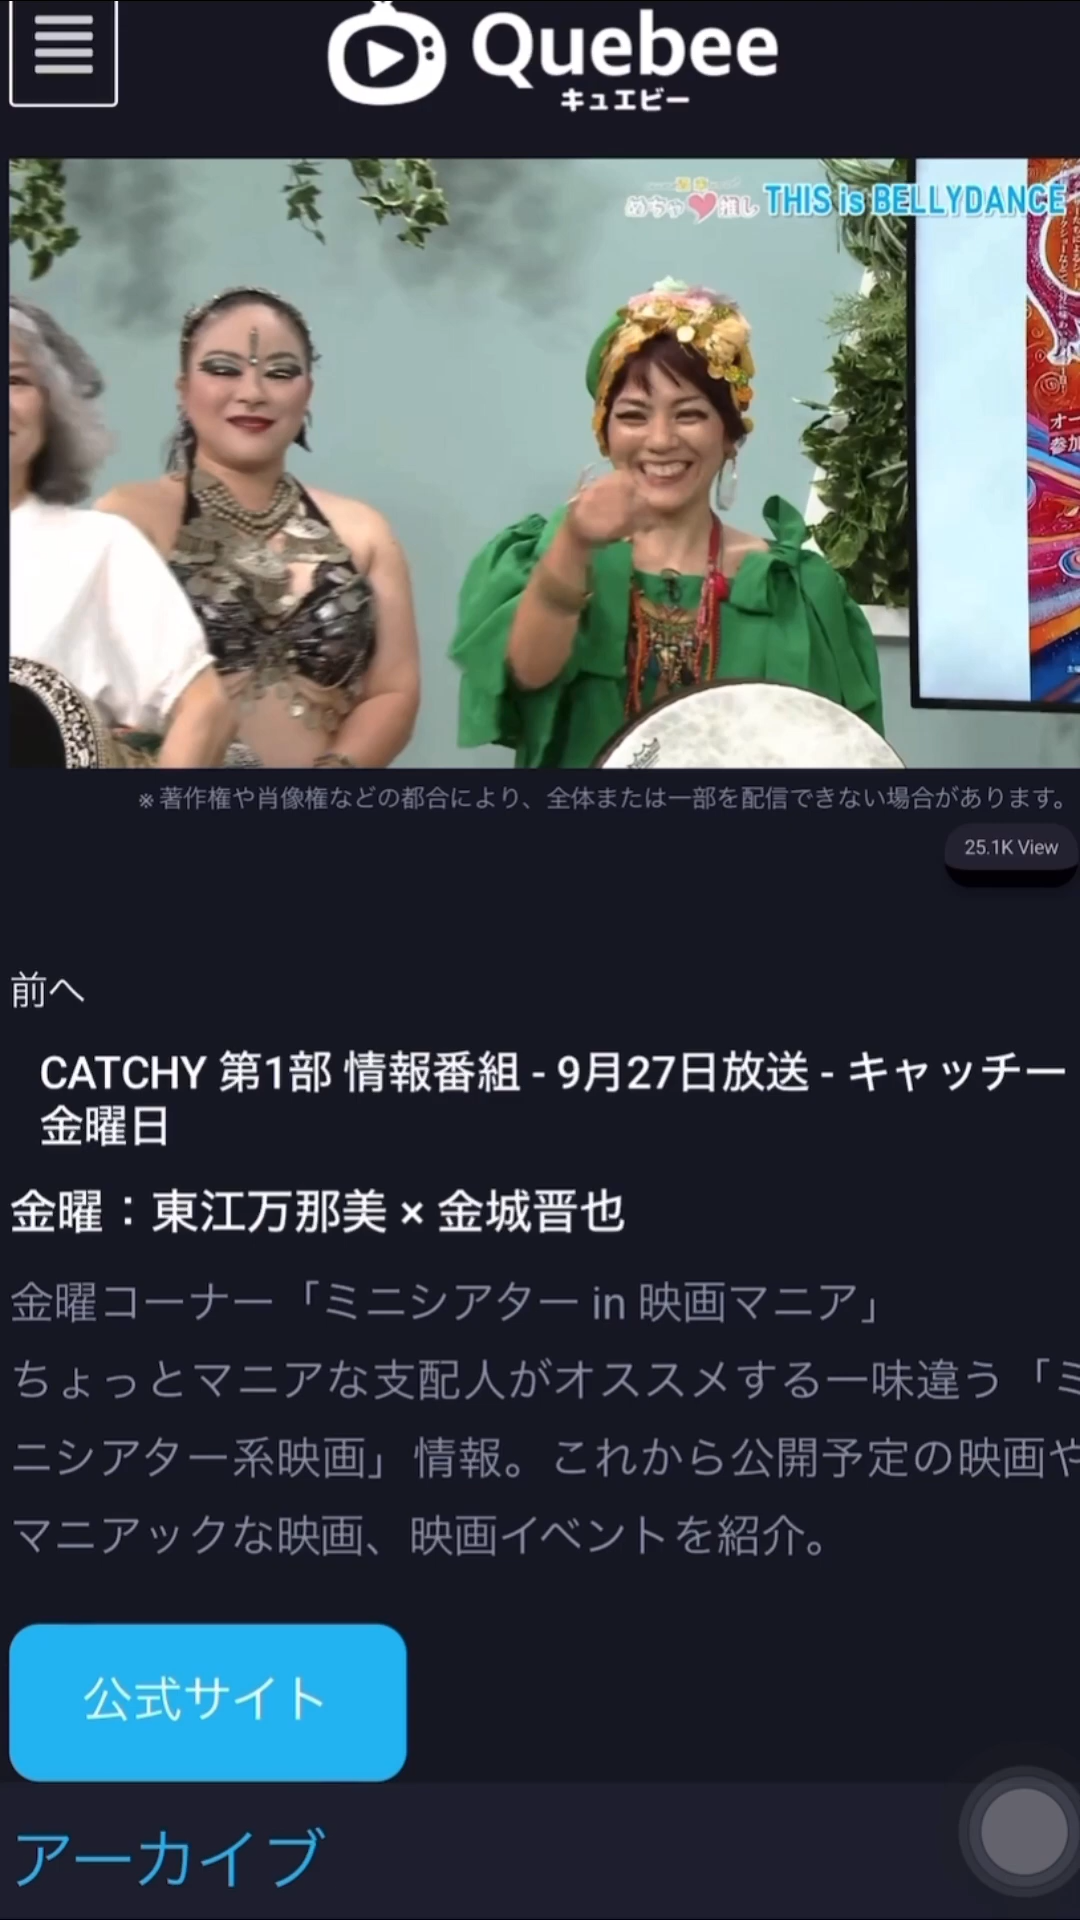 Quebee
キュエビー
めちゃ推し THIS is BELLYDANCE
オー
参加
※著作権や肖像権などの都合により、全体または一部を配信できない場合があります。
25.1K View
前へ
CATCHY 第1部 情報番組 - 9月27日放送 - キャッチー
金曜日
金曜：東江万那美 × 金城晋也
金曜コーナー「ミニシアター in 映画マニア」
ちょっとマニアな支配人がオススメする一味違う「ミ
ニシアター系映画」情報。これから公開予定の映画や
マニアックな映画、映画イベントを紹介。
公式サイト
アーカイブ